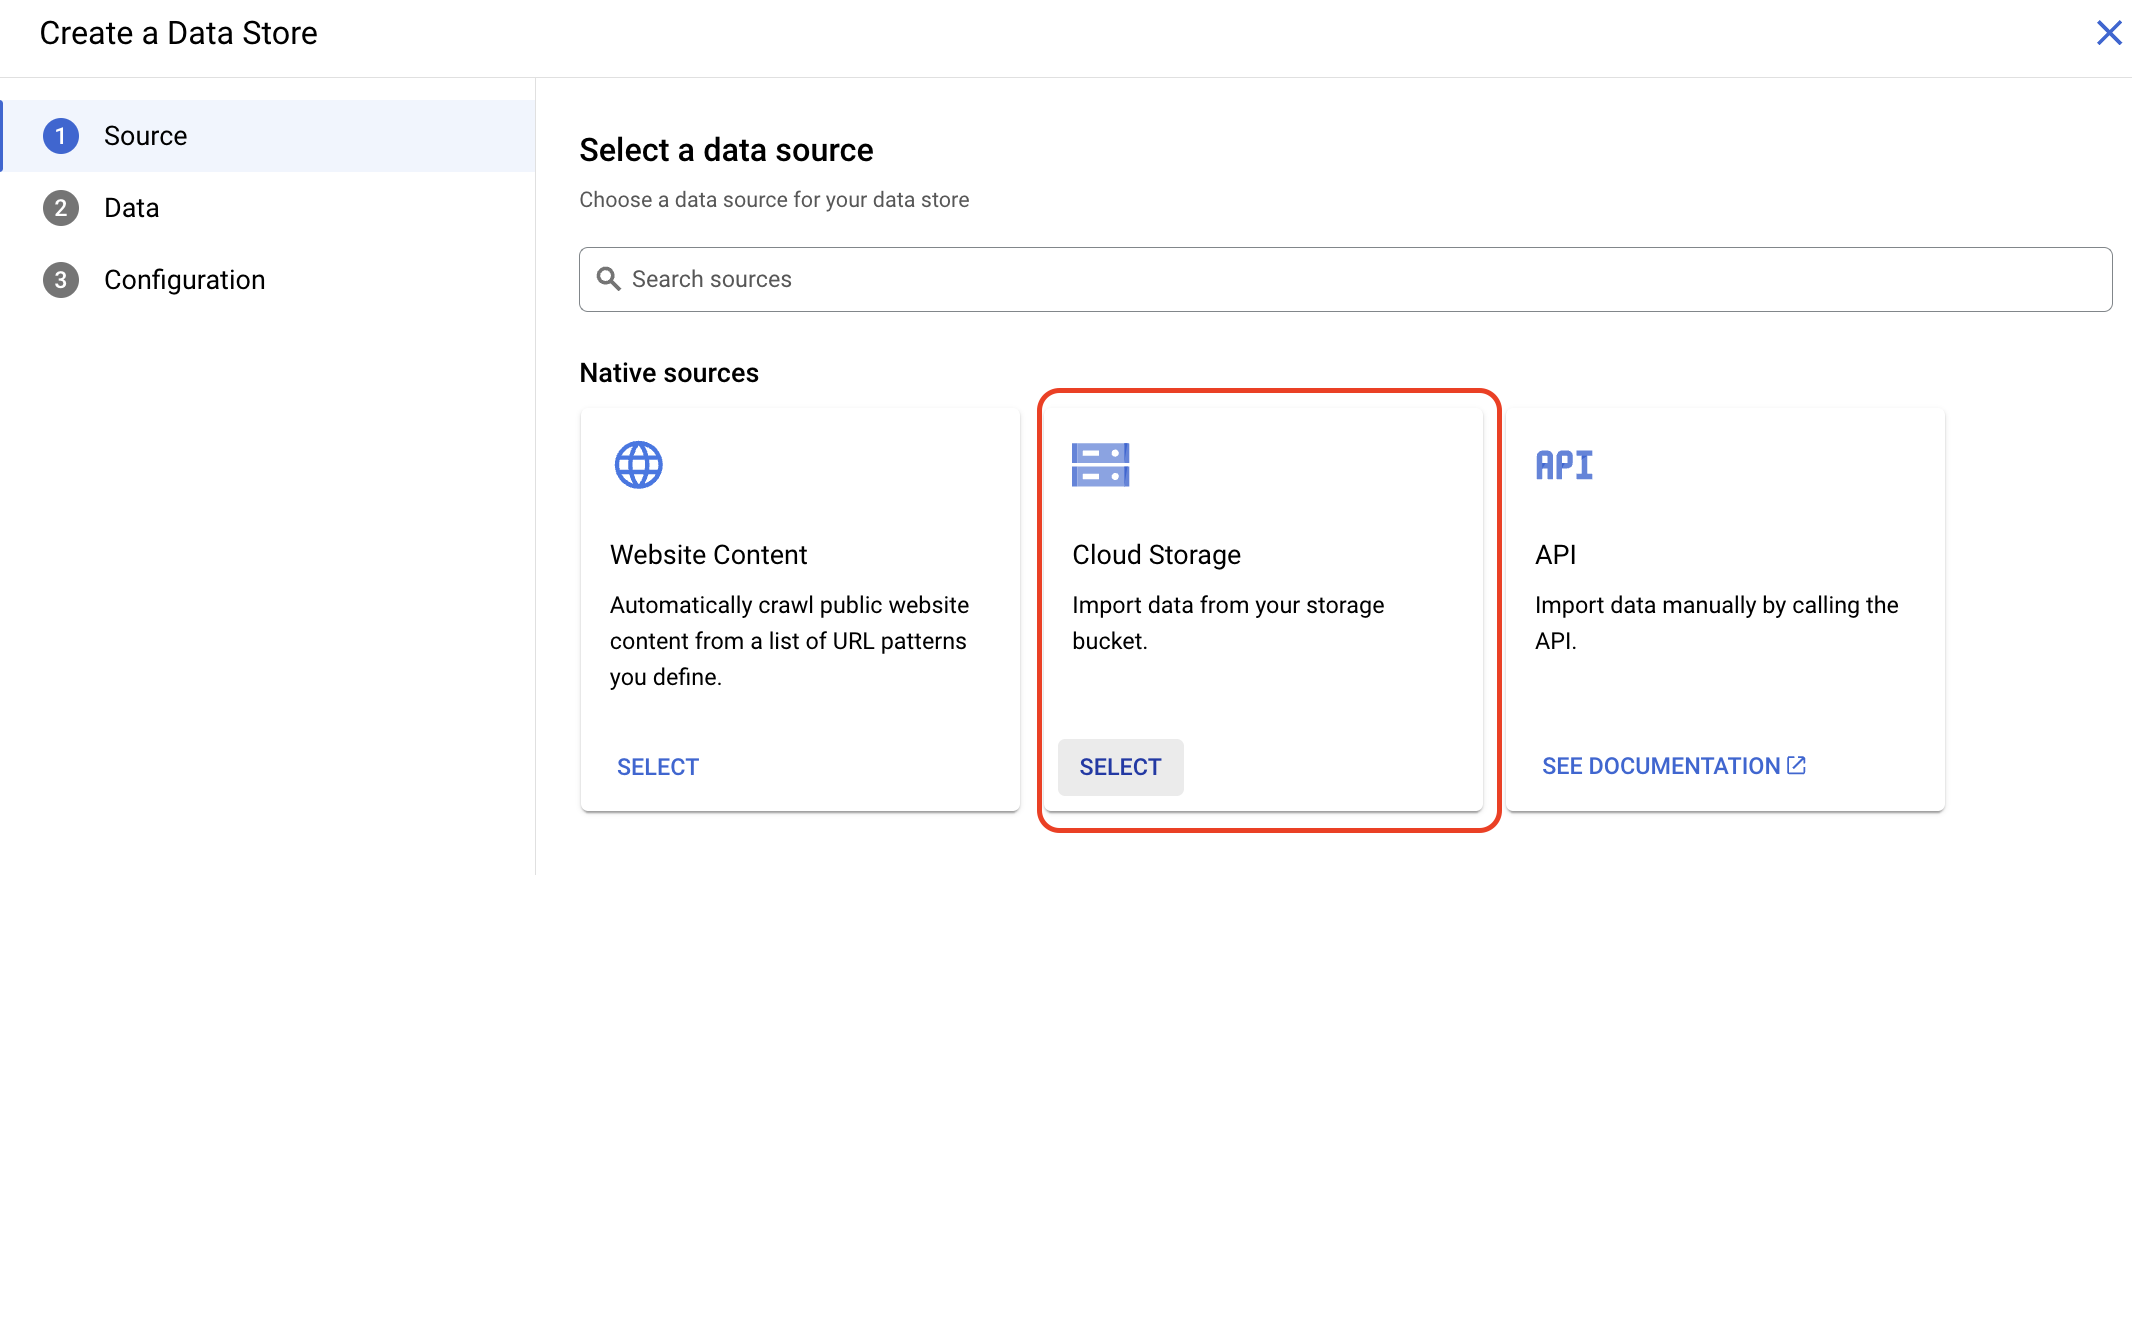 Create a Data Store
1 Source
2 Data
3 Configuration
Select a data source
Choose a data source for your data store
Search sources
Native sources
Website Content
Automatically crawl public website
content from a list of URL patterns
you define.
SELECT
Cloud Storage
Import data from your storage
bucket.
SELECT
API
API
Import data manually by calling the
API.
SEE DOCUMENTATION